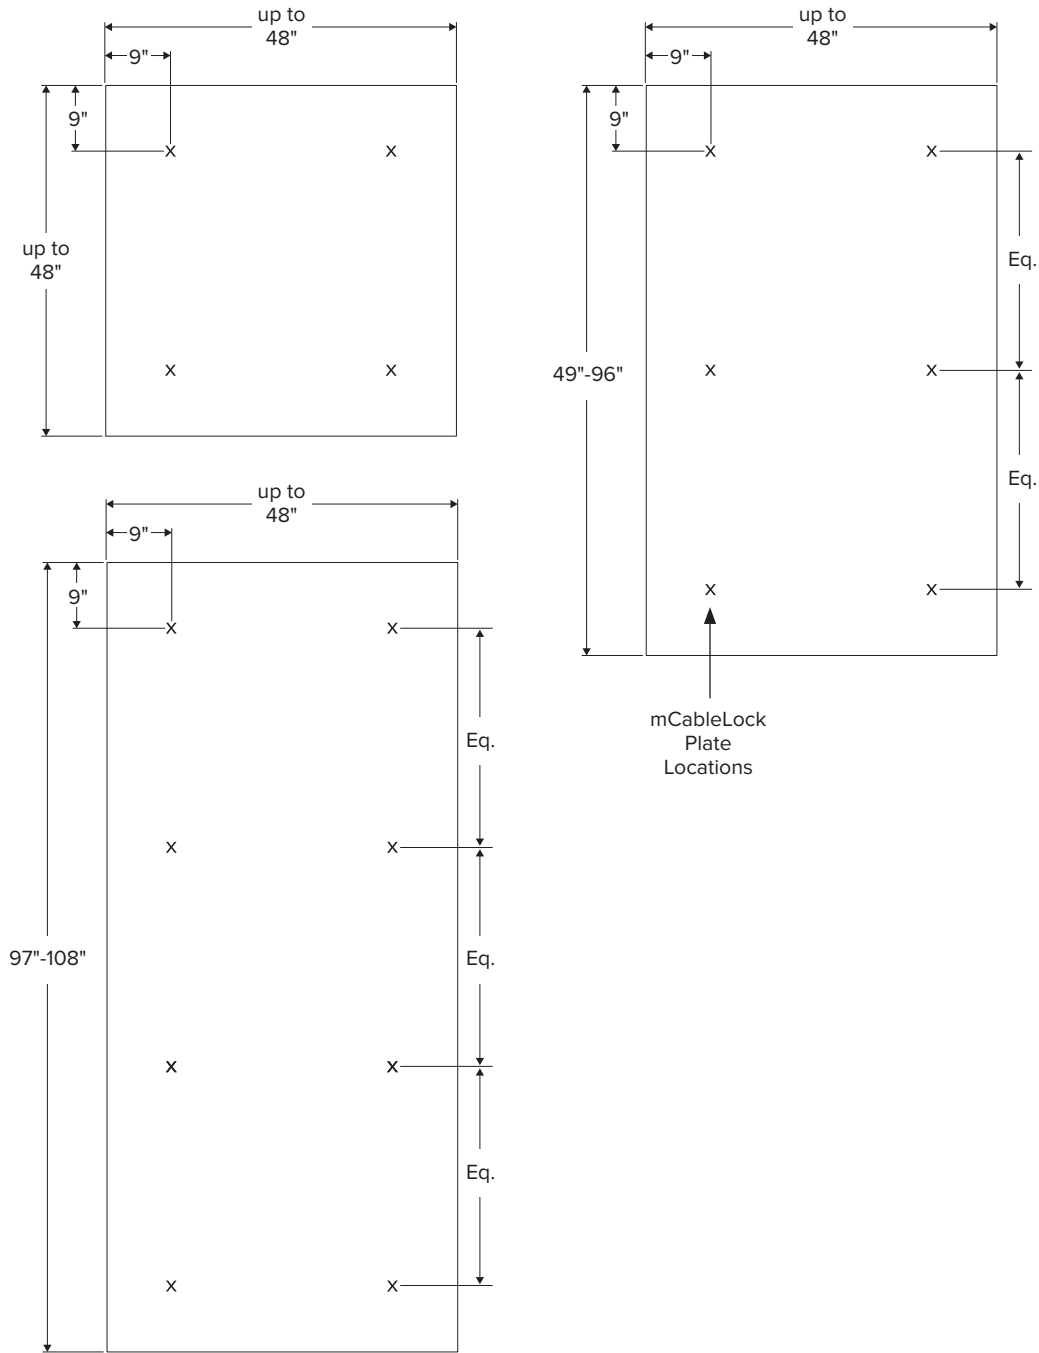 up to
48"
9"
9"
x
x
up to
48"
x
x
up to
48"
9"
9"
x
x
Eq.
49"-96"
x
x
Eq.
x
x
mCableLock
Plate
Locations
up to
48"
9"
9"
x
x
Eq.
x
x
97"-108"
Eq.
x
x
Eq.
x
x